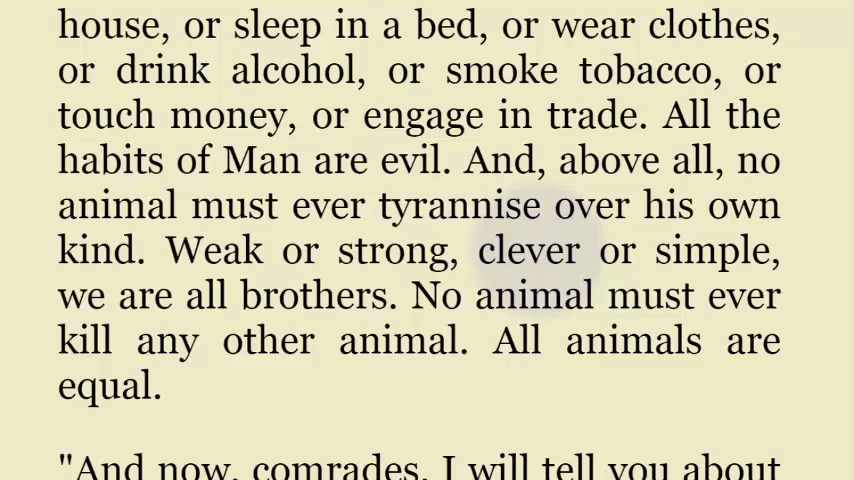 house, or sleep in a bed, or wear clothes,
or drink alcohol, or smoke tobacco, or
touch money, or engage in trade. All the
habits of Man are evil. And, above all, no
animal must ever tyrannise over his own
kind. Weak or strong, clever or simple,
we are all brothers. No animal must ever
kill any other animal. All animals are
equal.
"And now, comrades, I will tell you about